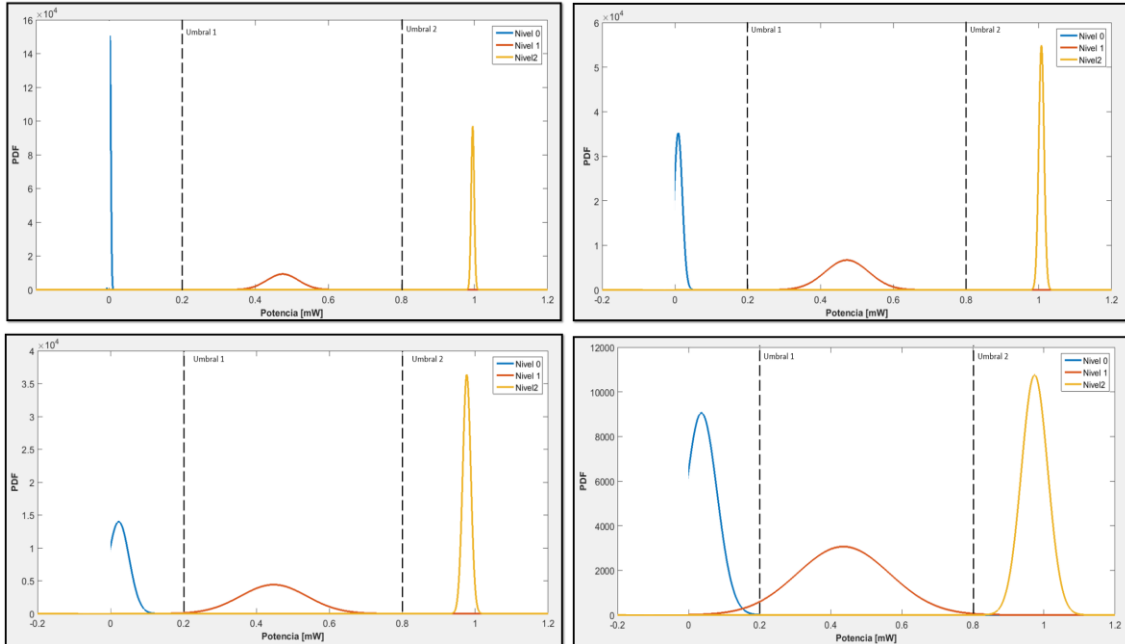 ×10⁴
16
14
12
10
8
6
4
2
0
PDF
Umbral 1
Umbral 2
Nivel 0
Nivel 1
Nivel2
-0.2
0
0.2
0.4
0.6
0.8
1
1.2
Potencia [mW]
×10⁴
6
5
4
3
2
1
0
PDF
Umbral 1
Umbral 2
Nivel 0
Nivel 1
Nivel2
-0.2
0
0.2
0.4
0.6
0.8
1
1.2
Potencia [mW]
×10⁴
4
3.5
3
2.5
2
1.5
1
0.5
0
PDF
Umbral 1
Umbral 2
Nivel 0
Nivel 1
Nivel2
-0.2
0
0.2
0.4
0.6
0.8
1
1.2
Potencia [mW]
12000
10000
8000
6000
4000
2000
0
PDF
Umbral 1
Umbral 2
Nivel 0
Nivel 1
Nivel2
-0.2
0
0.2
0.4
0.6
0.8
1
1.2
Potencia [mW]